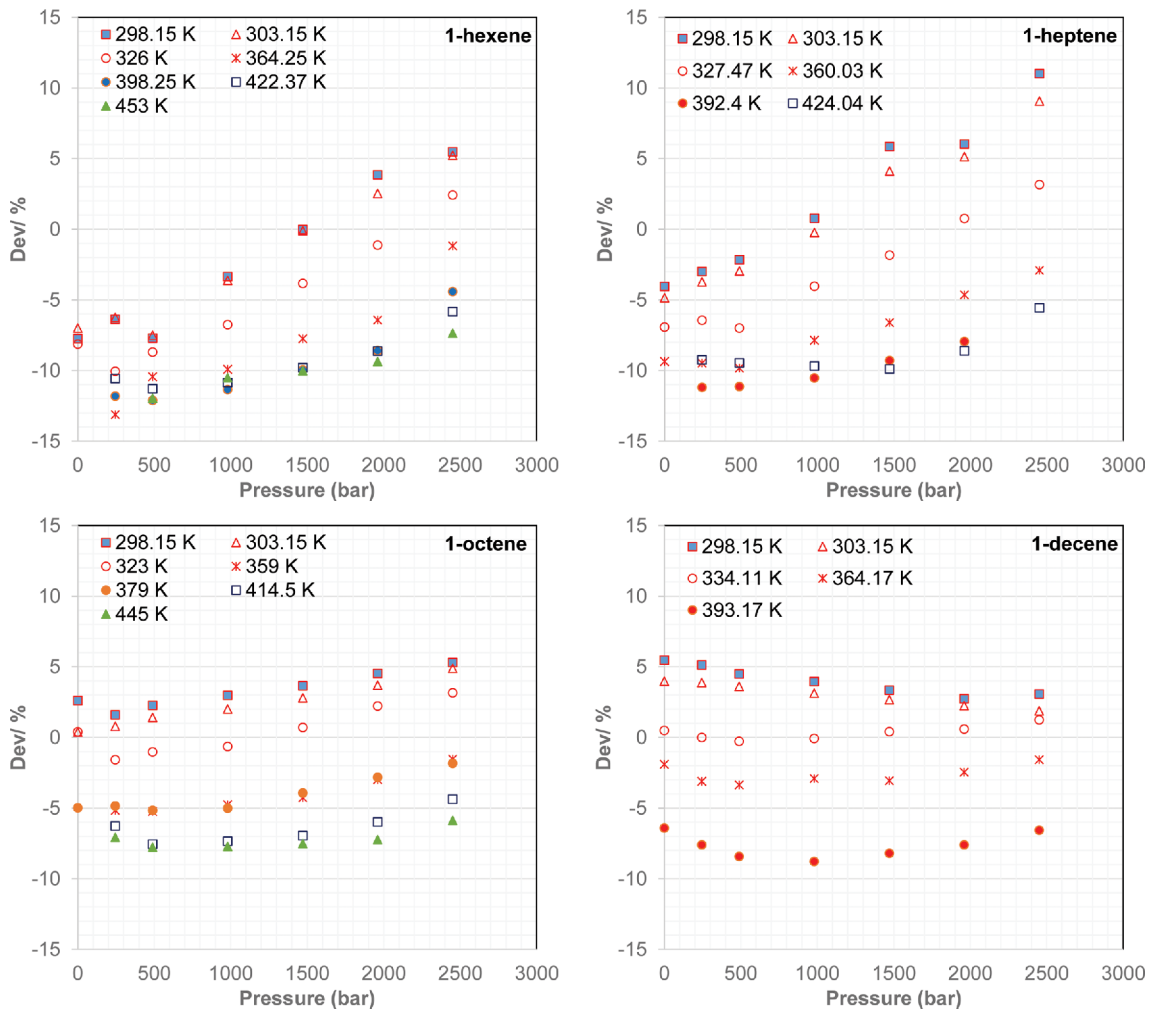 1-hexene
298.15 K 303.15 K
326 K 364.25 K
398.25 K 422.37 K
453 K
15
10
5
0
-5
-10
-15
Dev/ %
0 500 1000 1500 2000 2500 3000
Pressure (bar)
1-heptene
298.15 K 303.15 K
327.47 K 360.03 K
392.4 K 424.04 K
15
10
5
0
-5
-10
-15
Dev/ %
0 500 1000 1500 2000 2500 3000
Pressure (bar)
1-octene
298.15 K 303.15 K
323 K 359 K
379 K 414.5 K
445 K
15
10
5
0
-5
-10
-15
Dev/ %
0 500 1000 1500 2000 2500 3000
Pressure (bar)
1-decene
298.15 K 303.15 K
334.11 K 364.17 K
393.17 K
15
10
5
0
-5
-10
-15
Dev/ %
0 500 1000 1500 2000 2500 3000
Pressure (bar)